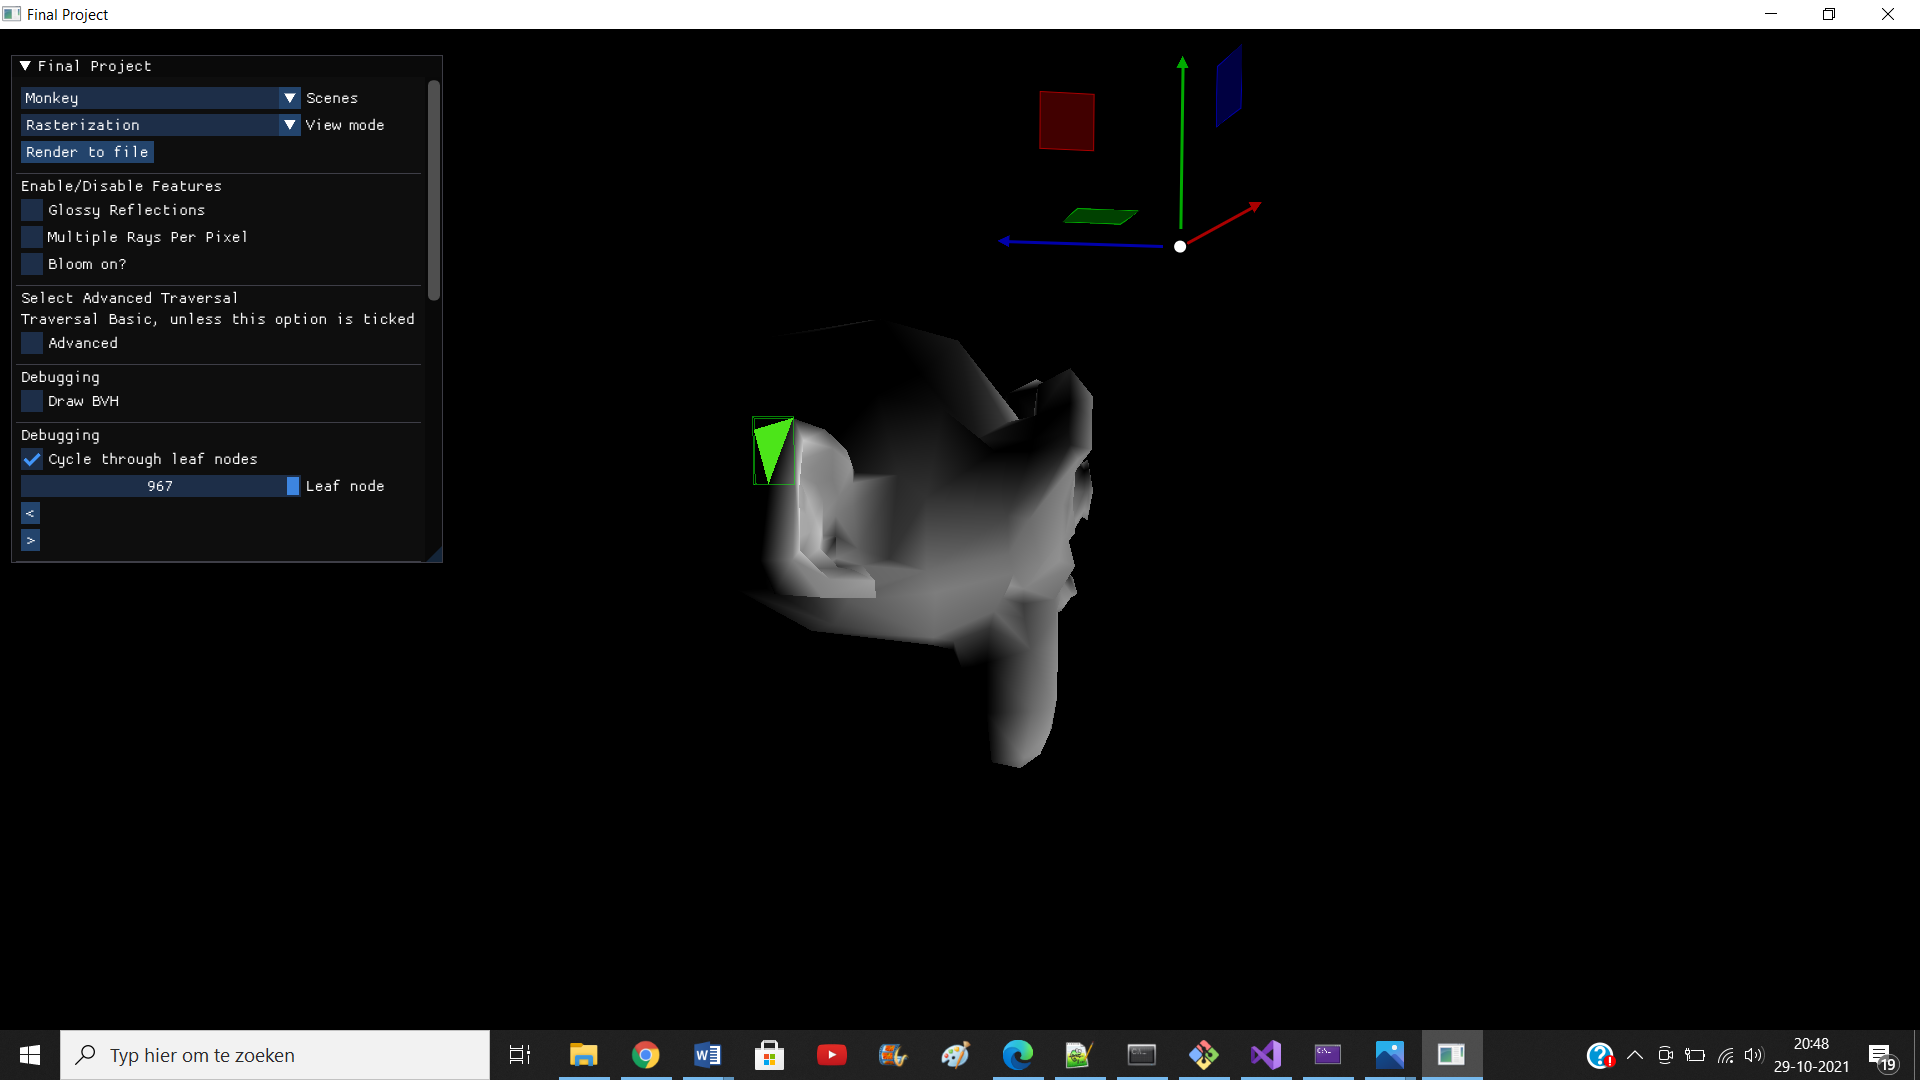 Final Project
Final Project
Monkey Scenes
Rasterization View mode
Render to file
Enable/Disable Features
Glossy Reflections
Multiple Rays Per Pixel
Bloom on?
Select Advanced Traversal
Traversal Basic, unless this option is ticked
Advanced
Debugging
Draw BVH
Debugging
Cycle through leaf nodes
967 Leaf node
<
>
Typ hier om te zoeken
20:48
29-10-2021
19